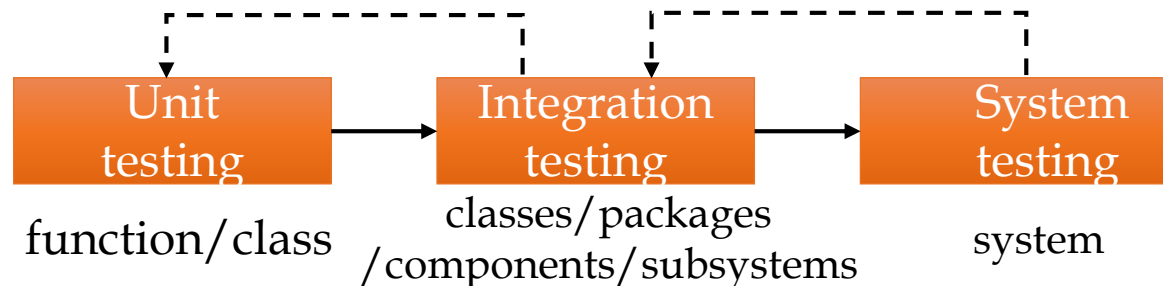 Unit
testing
Integration
testing
System
testing
function/class
classes/packages
/components/subsystems
system